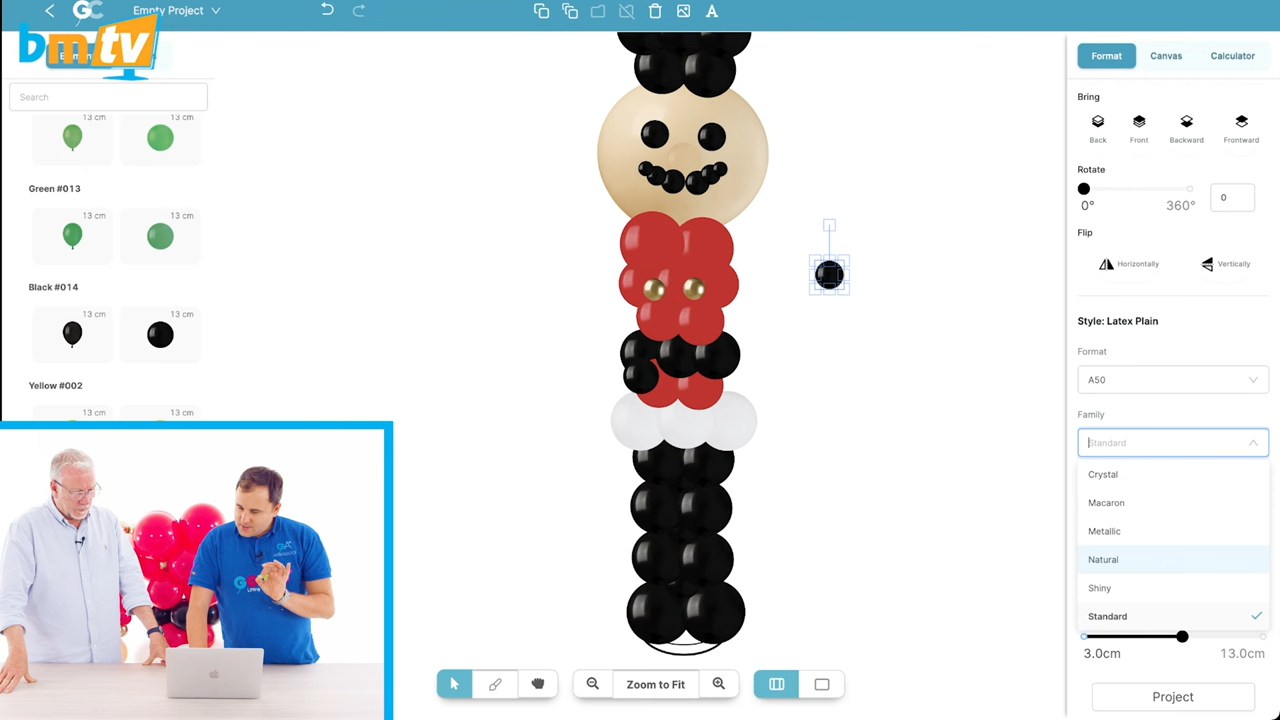 Empty Project
bmtv
Search
13 cm 13 cm
Green #013
13 cm 13 cm
Black #014
13 cm 13 cm
Yellow #002
13 cm 13 cm
Zoom to Fit
Format Canvas Calculator
Bring
Back Front Backward Frontward
Rotate
0° 360° 0
Flip
Horizontally Vertically
Style: Latex Plain
Format
A50
Family
Standard
Crystal
Macaron
Metallic
Natural
Shiny
Standard
3.0cm 13.0cm
Project